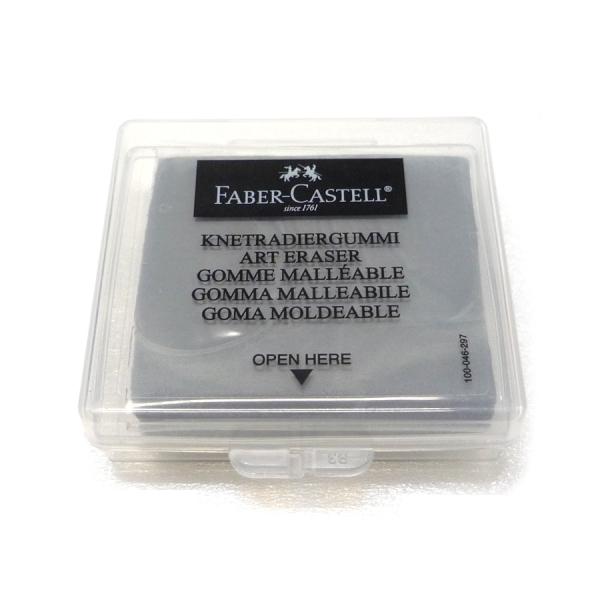 FABER-CASTELL®
since 1761
KNETRADIERGUMMI
ART ERASER
GOMME MALLÉABLE
GOMMA MALLEABILE
GOMA MOLDEABLE
OPEN HERE
100-046-297